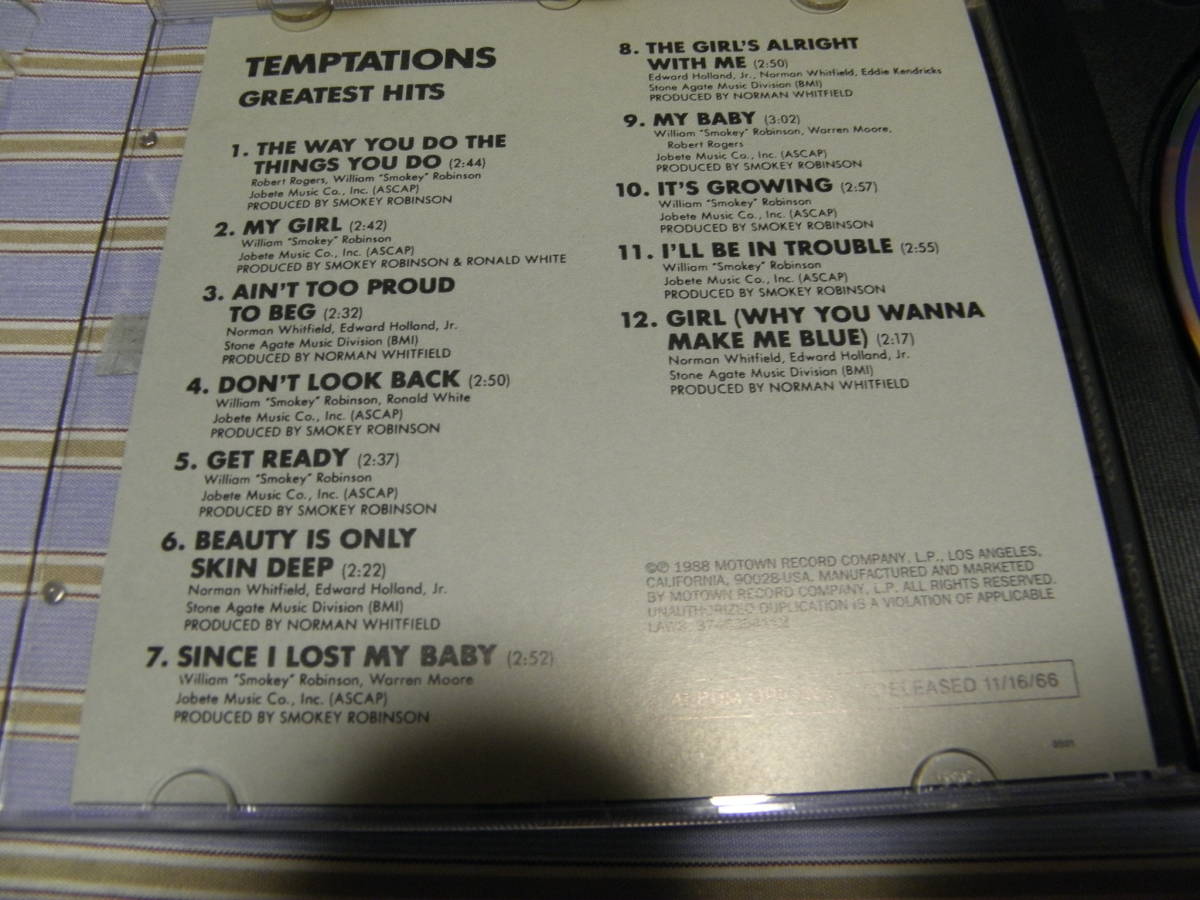 TEMPTATIONS
GREATEST HITS
1. THE WAY YOU DO THE
THINGS YOU DO (2:44)
Robert Rogers, William "Smokey" Robinson
Jobete Music Co., Inc. (ASCAP)
PRODUCED BY SMOKEY ROBINSON
2. MY GIRL (2:42)
William "Smokey" Robinson
Jobete Music Co., Inc. (ASCAP)
PRODUCED BY SMOKEY ROBINSON & RONALD WHITE
3. AIN'T TOO PROUD
TO BEG (2:32)
Norman Whitfield, Edward Holland, Jr.
Stone Agate Music Division (BMI)
PRODUCED BY NORMAN WHITFIELD
4. DON'T LOOK BACK (2:50)
William "Smokey" Robinson, Ronald White
Jobete Music Co., Inc. (ASCAP)
PRODUCED BY SMOKEY ROBINSON
5. GET READY (2:37)
William "Smokey" Robinson
Jobete Music Co., Inc. (ASCAP)
PRODUCED BY SMOKEY ROBINSON
6. BEAUTY IS ONLY
SKIN DEEP (2:22)
Norman Whitfield, Edward Holland, Jr.
Stone Agate Music Division (BMI)
PRODUCED BY NORMAN WHITFIELD
7. SINCE I LOST MY BABY (2:52)
William "Smokey" Robinson, Warren Moore
Jobete Music Co., Inc. (ASCAP)
PRODUCED BY SMOKEY ROBINSON
8. THE GIRL'S ALRIGHT
WITH ME (2:50)
Edward Holland, Jr., Norman Whitfield, Eddie Kendricks
Stone Agate Music Division (BMI)
PRODUCED BY NORMAN WHITFIELD
9. MY BABY (3:02)
William "Smokey" Robinson, Warren Moore,
Robert Rogers
Jobete Music Co., Inc. (ASCAP)
PRODUCED BY SMOKEY ROBINSON
10. IT'S GROWING (2:57)
William "Smokey" Robinson
Jobete Music Co., Inc. (ASCAP)
PRODUCED BY SMOKEY ROBINSON
11. I'LL BE IN TROUBLE (2:55)
William "Smokey" Robinson
Jobete Music Co., Inc. (ASCAP)
PRODUCED BY SMOKEY ROBINSON
12. GIRL (WHY YOU WANNA
MAKE ME BLUE) (2:17)
Norman Whitfield, Edward Holland, Jr.
Stone Agate Music Division (BMI)
PRODUCED BY NORMAN WHITFIELD
©℗ 1988 MOTOWN RECORD COMPANY, L.P., LOS ANGELES,
CALIFORNIA, 90028-USA. MANUFACTURED AND MARKETED
BY MOTOWN RECORD COMPANY, L.P. ALL RIGHTS RESERVED.
UNAUTHORIZED DUPLICATION IS A VIOLATION OF APPLICABLE
LAWS.
RELEASED 11/16/66